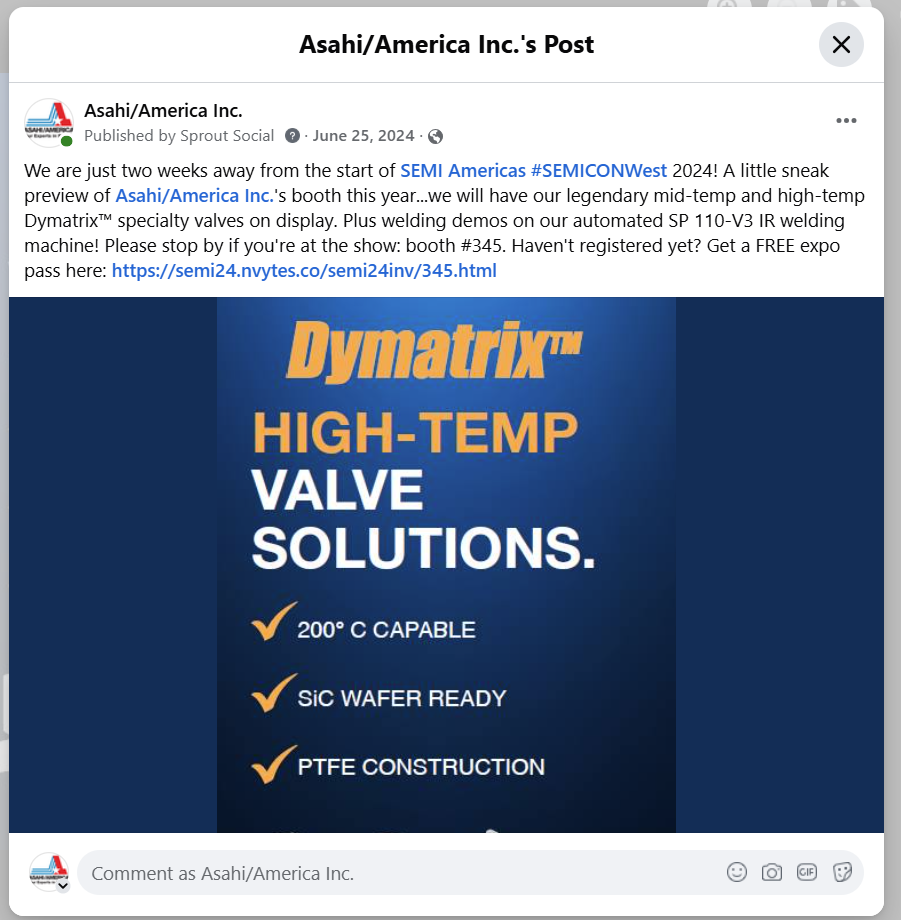 Asahi/America Inc.'s Post
Asahi/America Inc.
Published by Sprout Social · June 25, 2024 ·
We are just two weeks away from the start of SEMI Americas #SEMICONWest 2024! A little sneak
preview of Asahi/America Inc.'s booth this year...we will have our legendary mid-temp and high-temp
Dymatrix™ specialty valves on display. Plus welding demos on our automated SP 110-V3 IR welding
machine! Please stop by if you're at the show: booth #345. Haven't registered yet? Get a FREE expo
pass here: https://semi24.nvytes.co/semi24inv/345.html
Dymatrix™
HIGH-TEMP
VALVE
SOLUTIONS.
200° C CAPABLE
SiC WAFER READY
PTFE CONSTRUCTION
Comment as Asahi/America Inc.
GIF